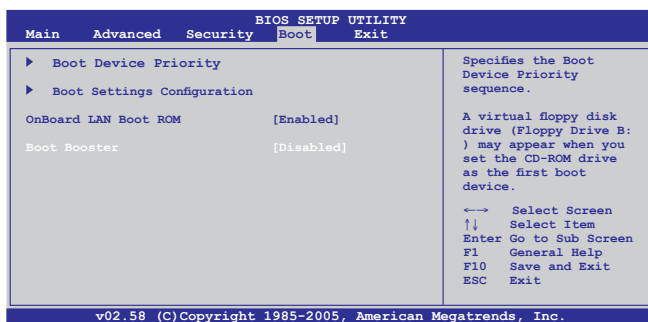 BIOS SETUP UTILITY
Main Advanced Security Boot Exit
Boot Device Priority
Boot Settings Configuration
OnBoard LAN Boot ROM [Enabled]
Boot Booster [Disabled]
Specifies the Boot
Device Priority
sequence.
A virtual floppy disk
drive (Floppy Drive B:
) may appear when you
set the CD-ROM drive
as the first boot
device.
←→ Select Screen
↑↓ Select Item
Enter Go to Sub Screen
F1 General Help
F10 Save and Exit
ESC Exit
v02.58 (C)Copyright 1985-2005, American Megatrends, Inc.